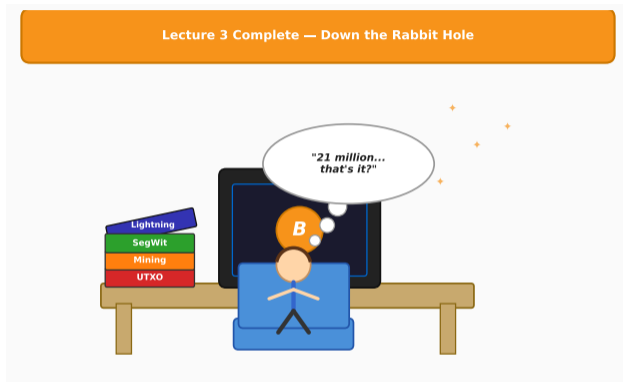 Lecture 3 Complete — Down the Rabbit Hole
"21 million...
that's it?"
B
Lightning
SegWit
Mining
UTXO